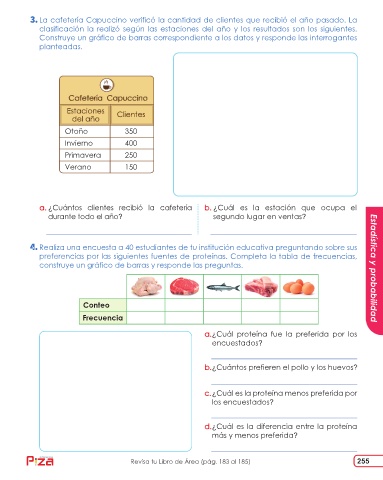 3. La cafetería Capuccino verificó la cantidad de clientes que recibió el año pasado. La
clasificación la realizó según las estaciones del año y los resultados son los siguientes.
Construye un gráfico de barras correspondiente a los datos y responde las interrogantes
planteadas.
Cafetería Capuccino
Estaciones del año Clientes
Otoño 350
Invierno 400
Primavera 250
Verano 150
a. ¿Cuántos clientes recibió la cafetería
durante todo el año?
b. ¿Cuál es la estación que ocupa el
segundo lugar en ventas?
4. Realiza una encuesta a 40 estudiantes de tu institución educativa preguntando sobre sus
preferencias por las siguientes fuentes de proteínas. Completa la tabla de frecuencias,
construye un gráfico de barras y responde las preguntas.
Conteo
Frecuencia
a. ¿Cuál proteína fue la preferida por los
encuestados?
b. ¿Cuántos prefieren el pollo y los huevos?
c. ¿Cuál es la proteína menos preferida por
los encuestados?
d. ¿Cuál es la diferencia entre la proteína
más y menos preferida?
Estadística y probabilidad
Revisa tu Libro de Área (pág. 183 al 185)
255